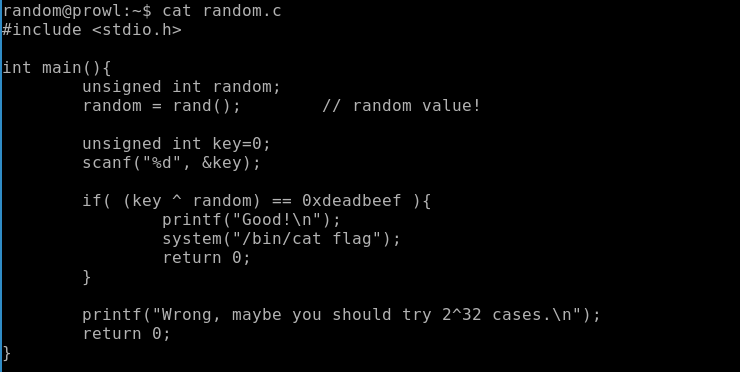 random@prowl:~$ cat random.c
#include <stdio.h>

int main(){
        unsigned int random;
        random = rand();        // random value!

        unsigned int key=0;
        scanf("%d", &key);

        if( (key ^ random) == 0xdeadbeef ){
                printf("Good!\n");
                system("/bin/cat flag");
                return 0;
        }

        printf("Wrong, maybe you should try 2^32 cases.\n");
        return 0;
}